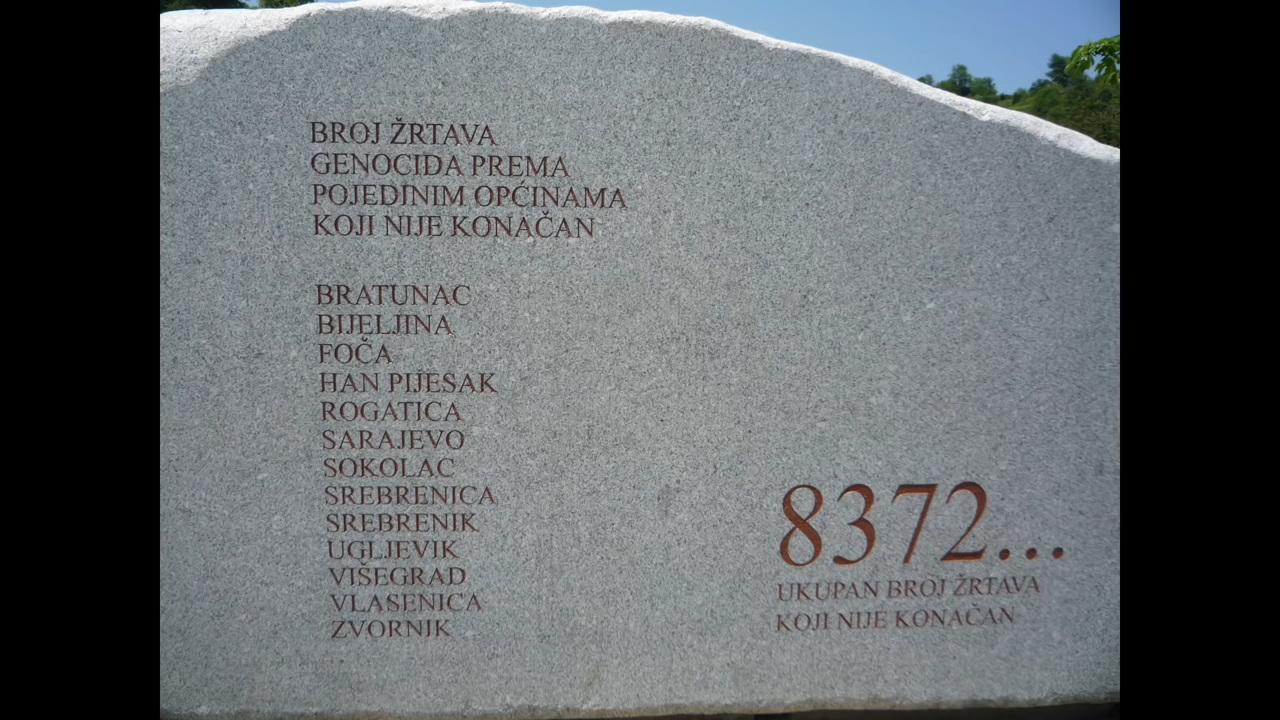 BROJ ŽRTAVA
GENOCIDA PREMA
POJEDINIM OPĆINAMA
KOJI NIJE KONAČAN
BRATUNAC
BIJELJINA
FOČA
HAN PIJESAK
ROGATICA
SARAJEVO
SOKOLAC
SREBRENICA
SREBRENIK
UGLJEVIK
VIŠEGRAD
VLASENICA
ZVORNIK
8372...
UKUPAN BROJ ŽRTAVA
KOJI NIJE KONAČAN